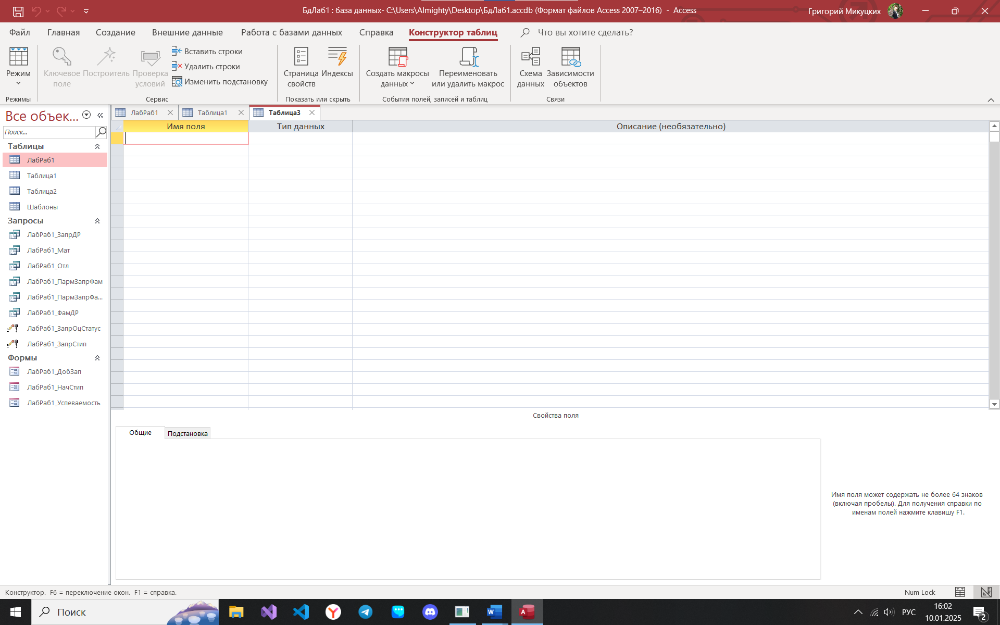 БдЛаб1 : база данных- C:\Users\Almighty\Desktop\БдЛаб1.accdb (Формат файлов Access 2007–2016) - Access
Григорий Микуцких
Файл
Главная
Создание
Внешние данные
Работа с базами данных
Справка
Конструктор таблиц
Что вы хотите сделать?
Режим
Ключевое поле
Построитель
Проверка условий
Вставить строки
Удалить строки
Изменить подстановку
Страница свойств
Индексы
Создать макросы данных
Переименовать или удалить макрос
Схема данных
Зависимости объектов
Режимы
Сервис
Показать или скрыть
События полей, записей и таблиц
Связи
Все объек...
Поиск...
Таблицы
ЛабРаб1
Таблица1
Таблица2
Шаблоны
Запросы
ЛабРаб1_ЗапрДР
ЛабРаб1_Мат
ЛабРаб1_Отл
ЛабРаб1_ПармЗапрФам
ЛабРаб1_ПармЗапрФа...
ЛабРаб1_ФамДР
ЛабРаб1_ЗапрОцСтатус
ЛабРаб1_ЗапрСтип
Формы
ЛабРаб1_ДобЗап
ЛабРаб1_НачСтип
ЛабРаб1_Успеваемость
ЛабРаб1
Таблица1
Таблица3
Имя поля
Тип данных
Описание (необязательно)
Свойства поля
Общие
Подстановка
Имя поля может содержать не более 64 знаков
(включая пробелы). Для получения справки по
именам полей нажмите клавишу F1.
Конструктор. F6 = переключение окон. F1 = справка.
Num Lock
Поиск
РУС
16:02
10.01.2025
2